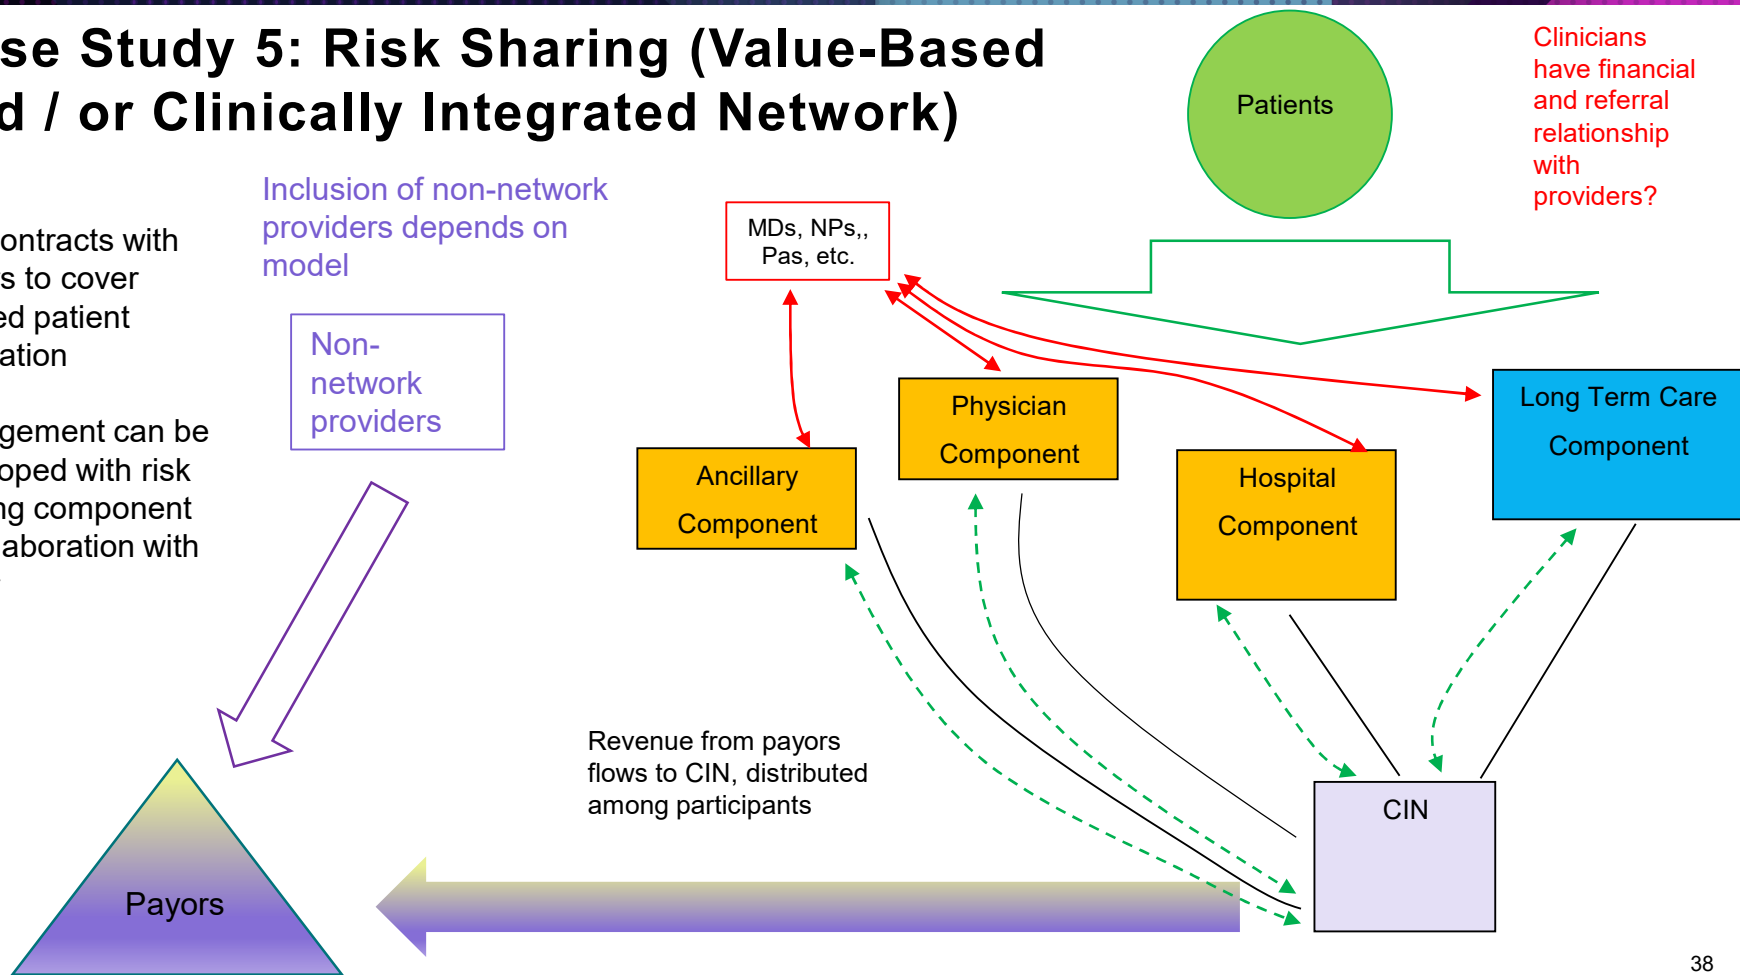 se Study 5: Risk Sharing (Value-Based
d / or Clinically Integrated Network)
ontracts with
rs to cover
ed patient
ation
gement can be
oped with risk
ng component
laboration with
Inclusion of non-network
providers depends on
model
Non-
network
providers
MDs, NPs,,
Pas, etc.
Patients
Clinicians
have financial
and referral
relationship
with
providers?
Ancillary
Component
Physician
Component
Hospital
Component
Long Term Care
Component
Revenue from payors
flows to CIN, distributed
among participants
CIN
Payors
38